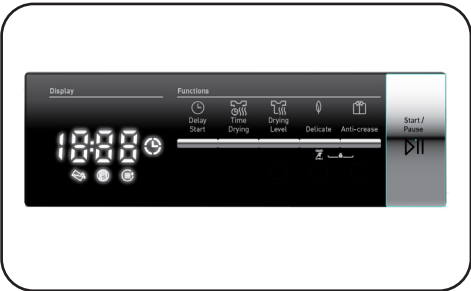 Display
Functions
Delay
Start
Time
Drying
Drying
Level
Delicate
Anti-crease
Start /
Pause
18:88